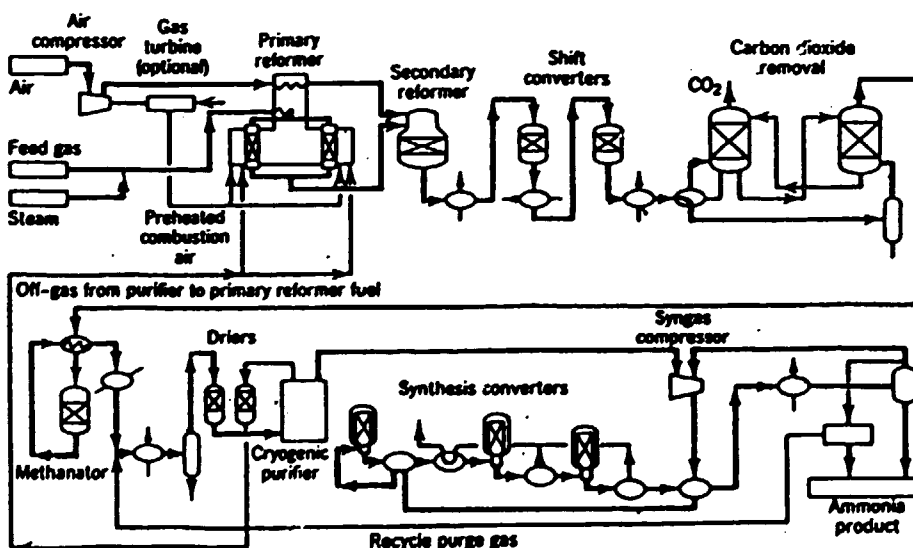 Air
compressor
Gas
turbine
(optional)
Primary
reformer
Secondary
reformer
Shift
converters
Carbon dioxide
removal
CO2
Air
Feed gas
Steam
Preheated
combustion
air
Off-gas from purifier to primary reformer fuel
Driers
Syngas
compressor
Synthesis converters
Methanator
Cryogenic
purifier
Ammonia
product
Recycle purge gas